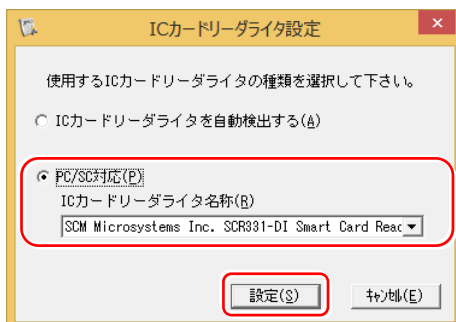 ICカードリーダライタ設定
使用するICカードリーダライタの種類を選択して下さい。
ICカードリーダライタを自動検出する(A)
PC/SC対応(P)
ICカードリーダライタ名称(R)
SCM Microsystems Inc. SCR331-DI Smart Card Reac
設定(S)
キャンセル(E)